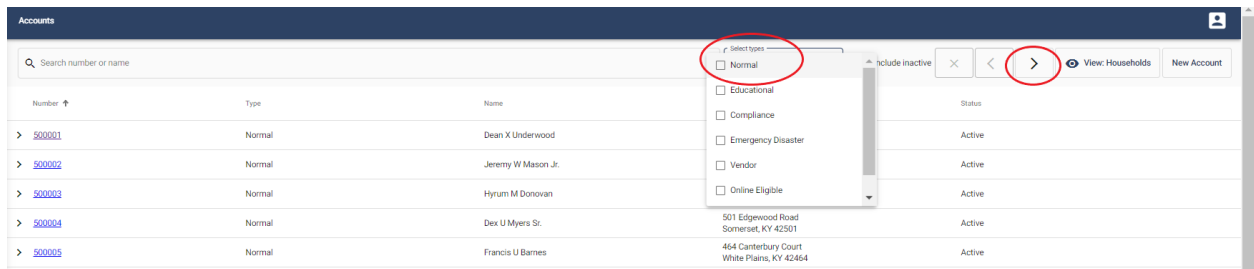 Accounts
Select types
Search number or name
Normal
nclude inactive
View: Households
New Account
Educational
Number Type Name Status
Compliance
500001 Normal Dean X Underwood Active
Emergency Disaster
500002 Normal Jeremy W Mason Jr. Active
Vendor
500003 Normal Hyrum M Donovan Active
Online Eligible
500004 Normal Dex U Myers Sr. 501 Edgewood Road Active
Somerset, KY 42501
500005 Normal Francis U Barnes 464 Canterbury Court Active
White Plains, KY 42464